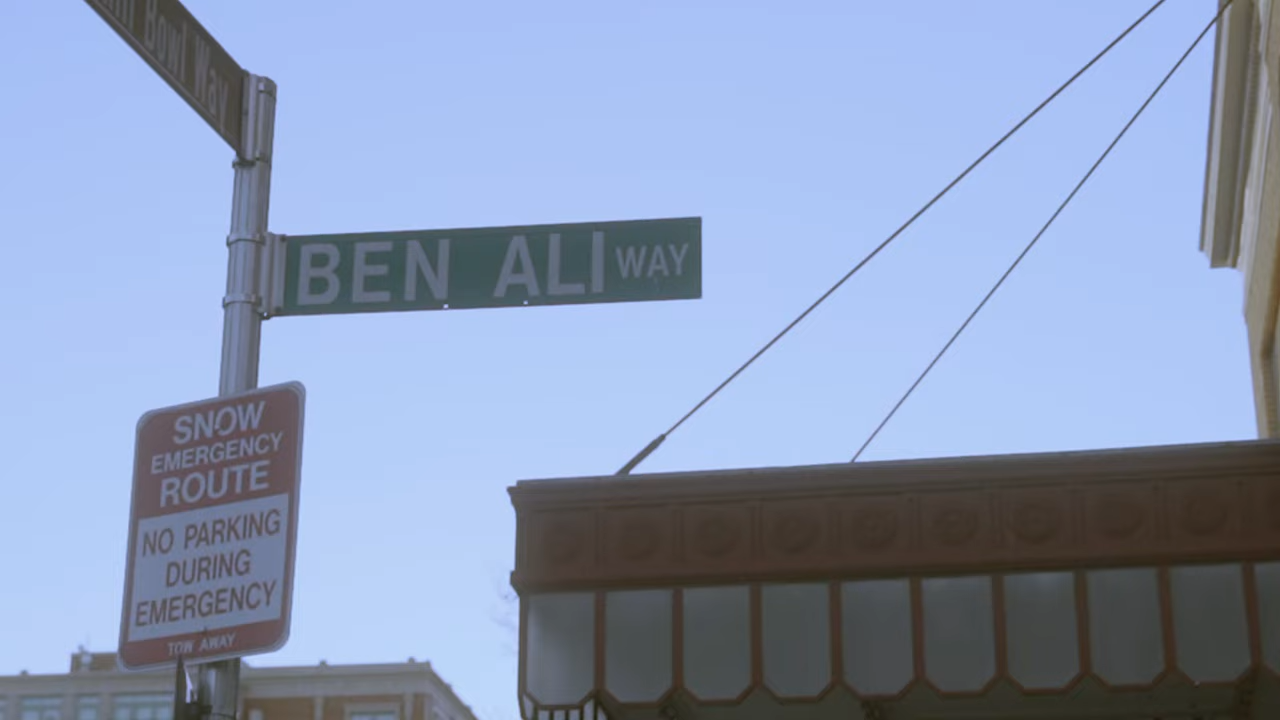 Bowl Way
BEN ALI WAY
SNOW
EMERGENCY
ROUTE
NO PARKING
DURING
EMERGENCY
TOW AWAY